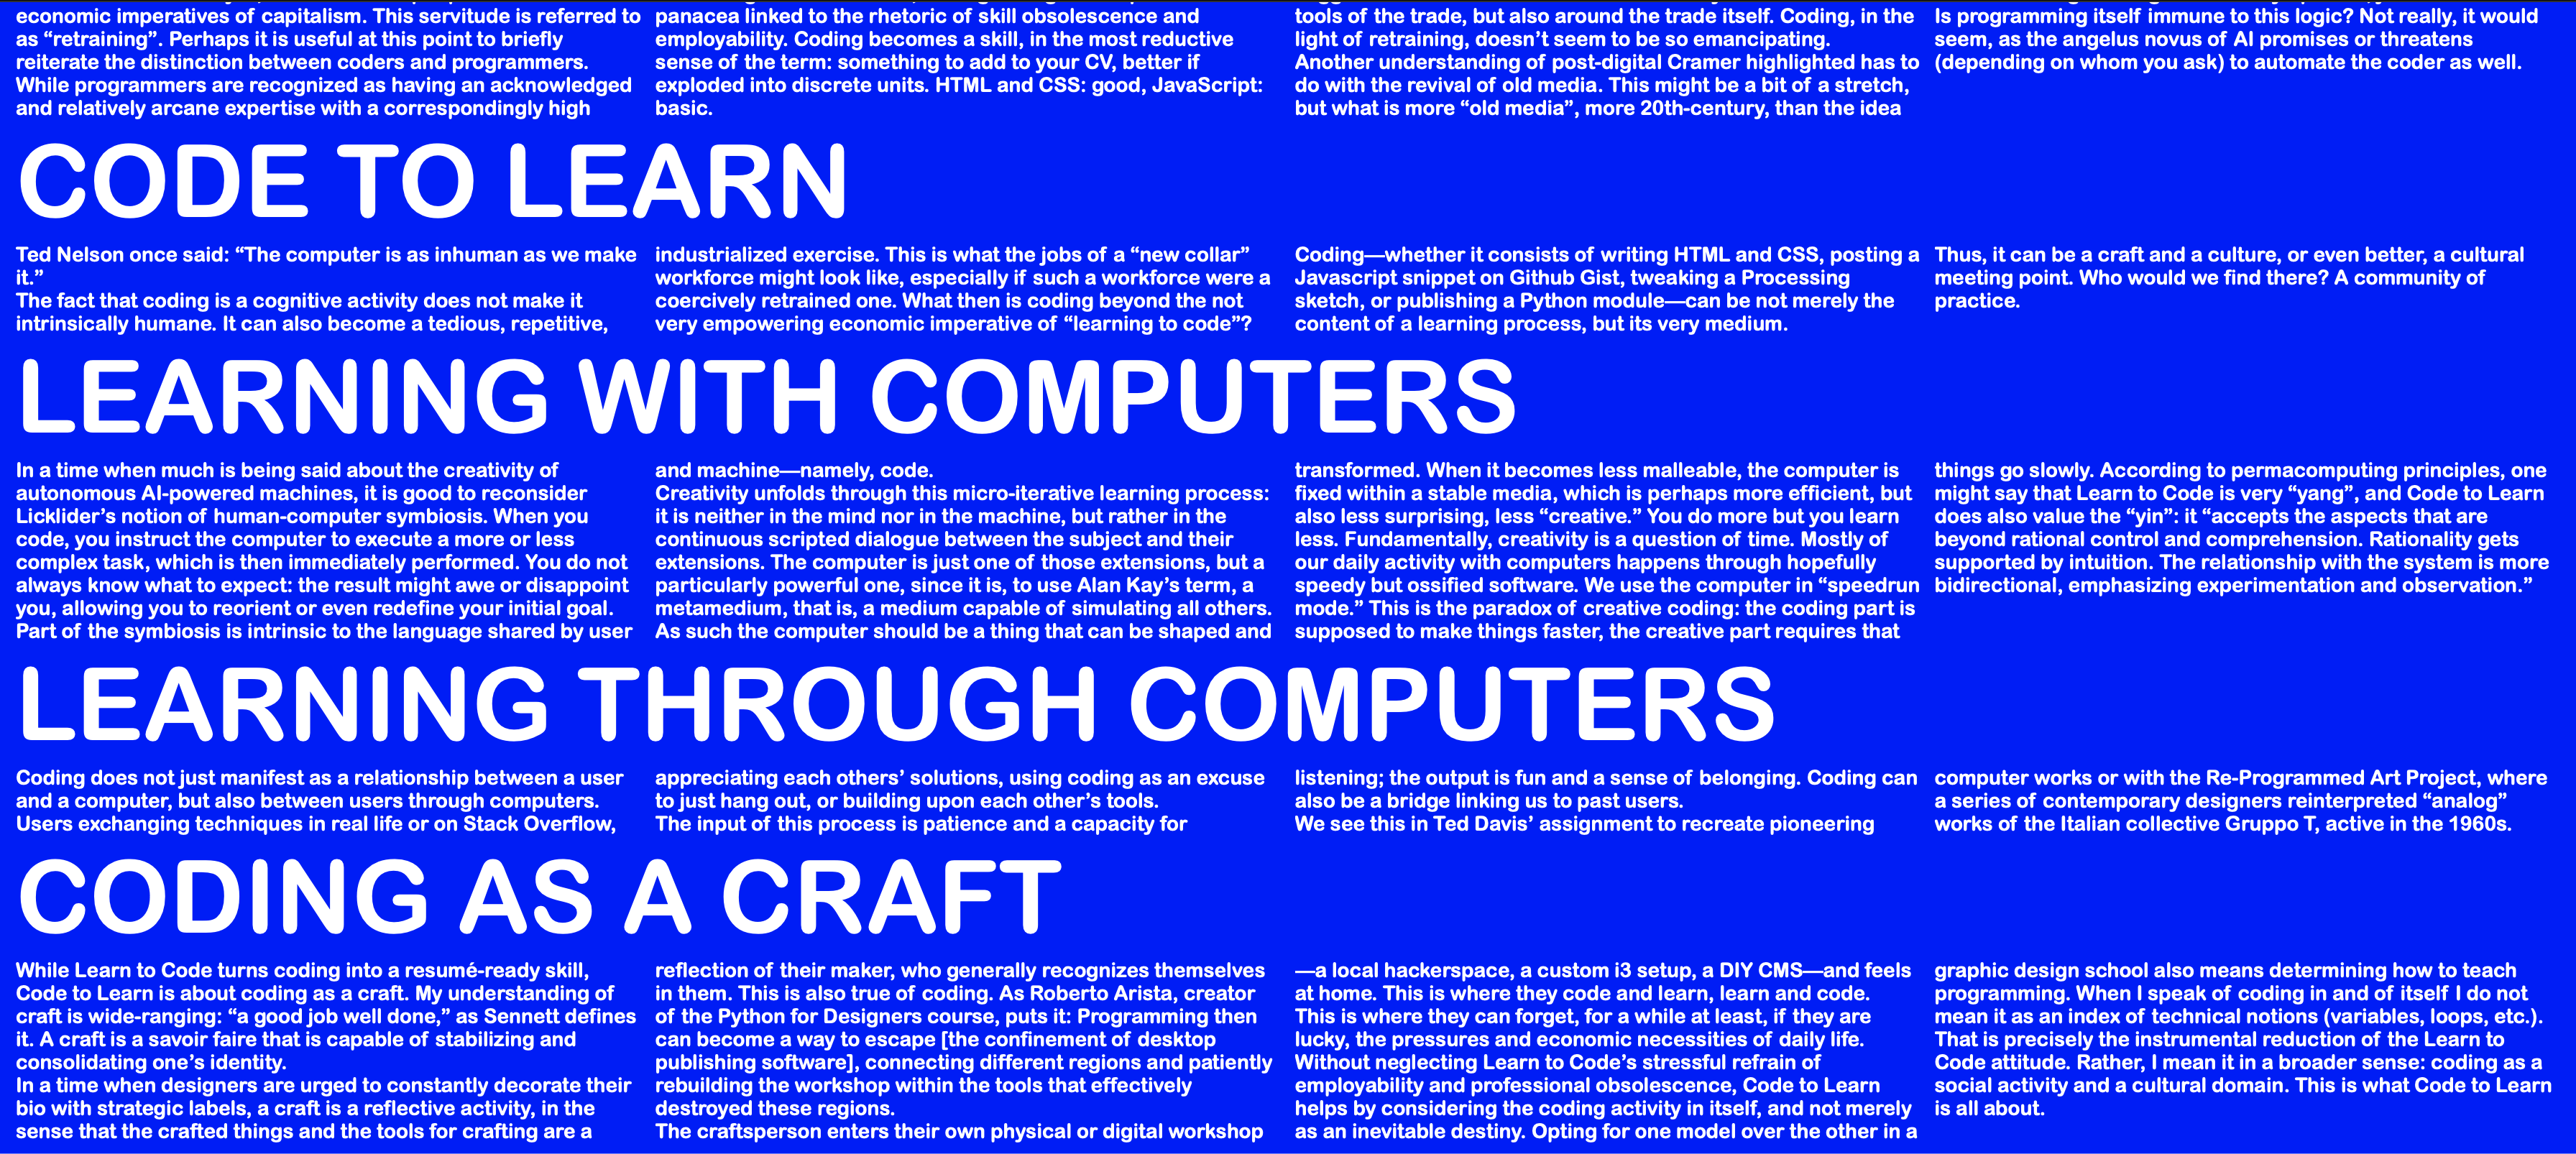 economic imperatives of capitalism. This servitude is referred to
as “retraining”. Perhaps it is useful at this point to briefly
reiterate the distinction between coders and programmers.
While programmers are recognized as having an acknowledged
and relatively arcane expertise with a correspondingly high
panacea linked to the rhetoric of skill obsolescence and
employability. Coding becomes a skill, in the most reductive
sense of the term: something to add to your CV, better if
exploded into discrete units. HTML and CSS: good, JavaScript:
basic.
tools of the trade, but also around the trade itself. Coding, in the
light of retraining, doesn’t seem to be so emancipating.
Another understanding of post-digital Cramer highlighted has to
do with the revival of old media. This might be a bit of a stretch,
but what is more “old media”, more 20th-century, than the idea
Is programming itself immune to this logic? Not really, it would
seem, as the angelus novus of AI promises or threatens
(depending on whom you ask) to automate the coder as well.
CODE TO LEARN
Ted Nelson once said: “The computer is as inhuman as we make
it.”
The fact that coding is a cognitive activity does not make it
intrinsically humane. It can also become a tedious, repetitive,
industrialized exercise. This is what the jobs of a “new collar”
workforce might look like, especially if such a workforce were a
coercively retrained one. What then is coding beyond the not
very empowering economic imperative of “learning to code”?
Coding—whether it consists of writing HTML and CSS, posting a
Javascript snippet on Github Gist, tweaking a Processing
sketch, or publishing a Python module—can be not merely the
content of a learning process, but its very medium.
Thus, it can be a craft and a culture, or even better, a cultural
meeting point. Who would we find there? A community of
practice.
LEARNING WITH COMPUTERS
In a time when much is being said about the creativity of
autonomous AI-powered machines, it is good to reconsider
Licklider’s notion of human-computer symbiosis. When you
code, you instruct the computer to execute a more or less
complex task, which is then immediately performed. You do not
always know what to expect: the result might awe or disappoint
you, allowing you to reorient or even redefine your initial goal.
Part of the symbiosis is intrinsic to the language shared by user
and machine—namely, code.
Creativity unfolds through this micro-iterative learning process:
it is neither in the mind nor in the machine, but rather in the
continuous scripted dialogue between the subject and their
extensions. The computer is just one of those extensions, but a
particularly powerful one, since it is, to use Alan Kay’s term, a
metamedium, that is, a medium capable of simulating all others.
As such the computer should be a thing that can be shaped and
transformed. When it becomes less malleable, the computer is
fixed within a stable media, which is perhaps more efficient, but
also less surprising, less “creative.” You do more but you learn
less. Fundamentally, creativity is a question of time. Mostly of
our daily activity with computers happens through hopefully
speedy but ossified software. We use the computer in “speedrun
mode.” This is the paradox of creative coding: the coding part is
supposed to make things faster, the creative part requires that
things go slowly. According to permacomputing principles, one
might say that Learn to Code is very “yang”, and Code to Learn
does also value the “yin”: it “accepts the aspects that are
beyond rational control and comprehension. Rationality gets
supported by intuition. The relationship with the system is more
bidirectional, emphasizing experimentation and observation.”
LEARNING THROUGH COMPUTERS
Coding does not just manifest as a relationship between a user
and a computer, but also between users through computers.
Users exchanging techniques in real life or on Stack Overflow,
appreciating each others’ solutions, using coding as an excuse
to just hang out, or building upon each other’s tools.
The input of this process is patience and a capacity for
listening; the output is fun and a sense of belonging. Coding can
also be a bridge linking us to past users.
We see this in Ted Davis’ assignment to recreate pioneering
computer works or with the Re-Programmed Art Project, where
a series of contemporary designers reinterpreted “analog”
works of the Italian collective Gruppo T, active in the 1960s.
CODING AS A CRAFT
While Learn to Code turns coding into a resumé-ready skill,
Code to Learn is about coding as a craft. My understanding of
craft is wide-ranging: “a good job well done,” as Sennett defines
it. A craft is a savoir faire that is capable of stabilizing and
consolidating one’s identity.
In a time when designers are urged to constantly decorate their
bio with strategic labels, a craft is a reflective activity, in the
sense that the crafted things and the tools for crafting are a
reflection of their maker, who generally recognizes themselves
in them. This is also true of coding. As Roberto Arista, creator
of the Python for Designers course, puts it: Programming then
can become a way to escape [the confinement of desktop
publishing software], connecting different regions and patiently
rebuilding the workshop within the tools that effectively
destroyed these regions.
The craftsperson enters their own physical or digital workshop
—a local hackerspace, a custom i3 setup, a DIY CMS—and feels
at home. This is where they code and learn, learn and code.
This is where they can forget, for a while at least, if they are
lucky, the pressures and economic necessities of daily life.
Without neglecting Learn to Code’s stressful refrain of
employability and professional obsolescence, Code to Learn
helps by considering the coding activity in itself, and not merely
as an inevitable destiny. Opting for one model over the other in a
graphic design school also means determining how to teach
programming. When I speak of coding in and of itself I do not
mean it as an index of technical notions (variables, loops, etc.).
That is precisely the instrumental reduction of the Learn to
Code attitude. Rather, I mean it in a broader sense: coding as a
social activity and a cultural domain. This is what Code to Learn
is all about.